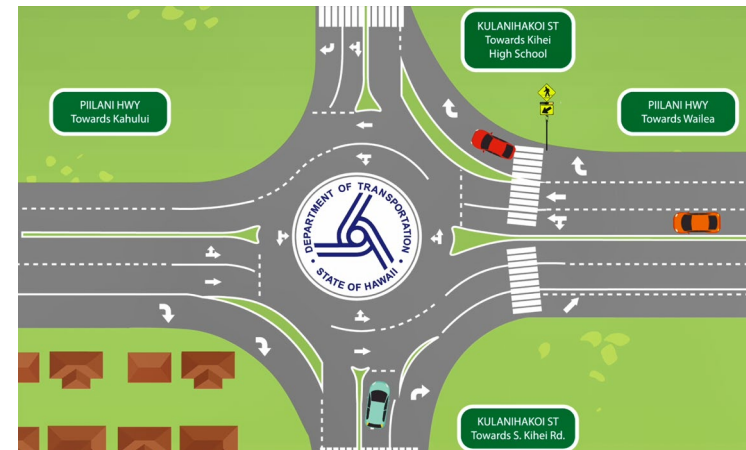 KULANIHAKOI ST
Towards Kihei
High School
PIILANI HWY
Towards Kahului
PIILANI HWY
Towards Wailea
DEPARTMENT OF TRANSPORTATION
STATE OF HAWAII
KULANIHAKOI ST
Towards S. Kihei Rd.